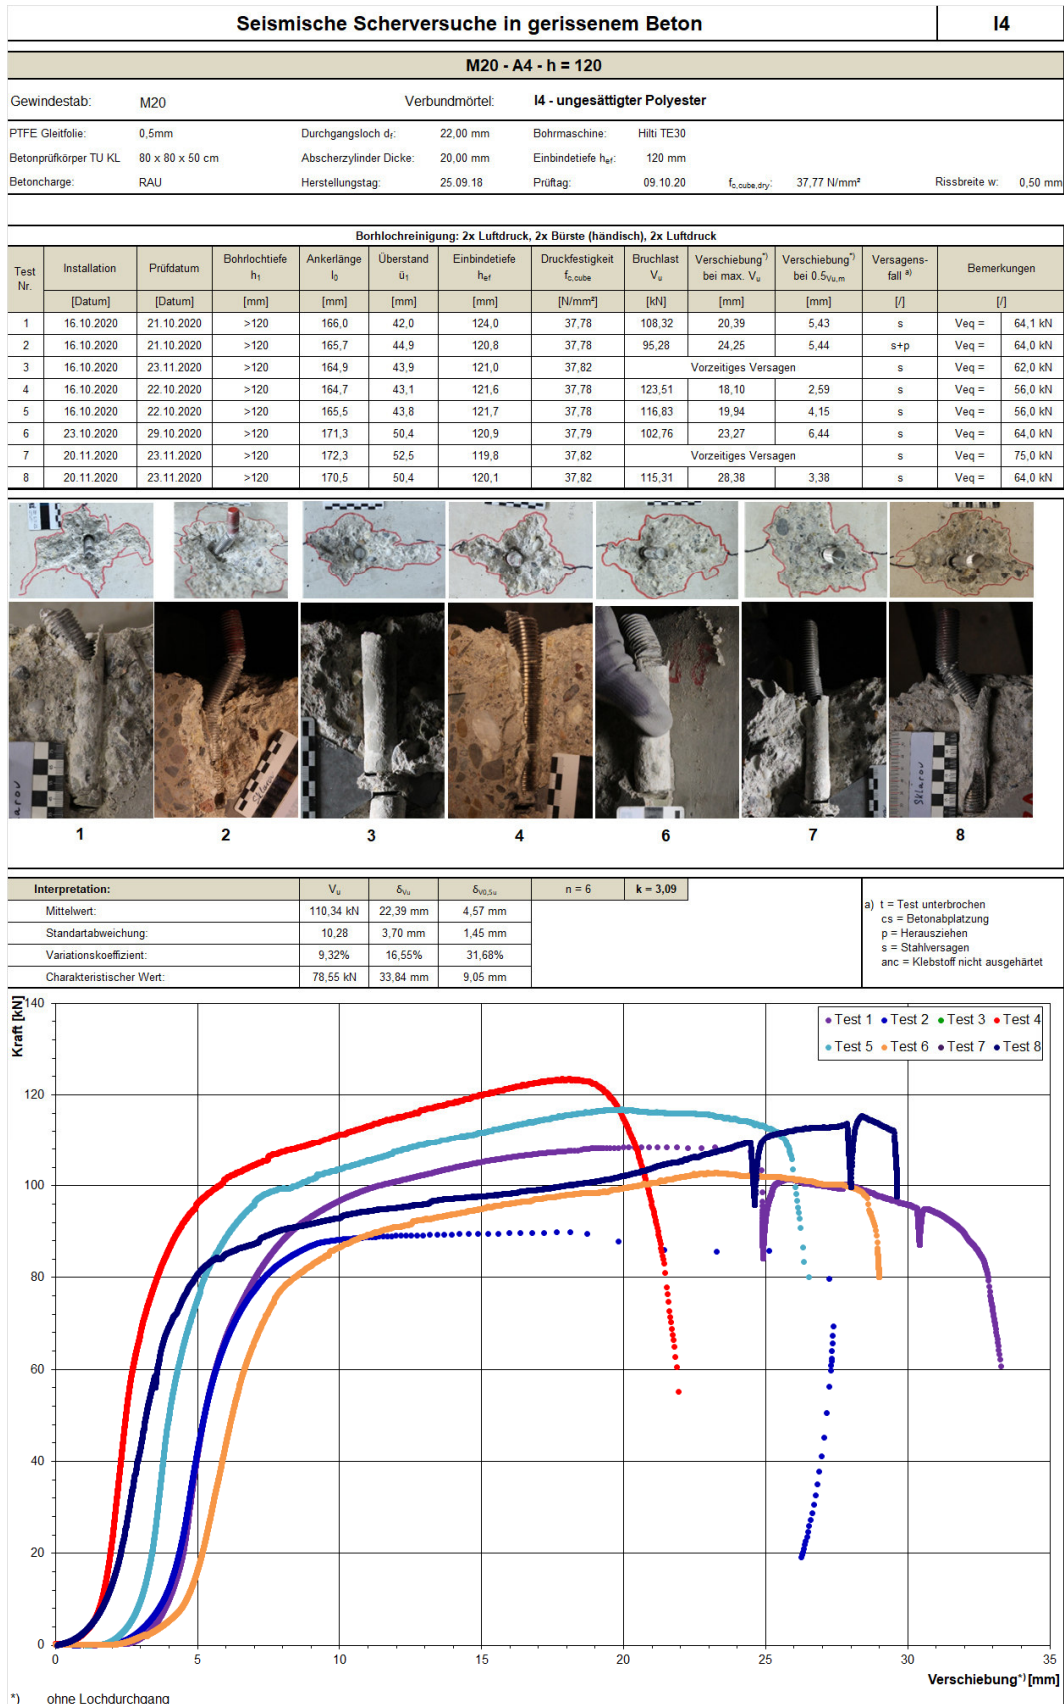 Seismische Scherversuche in gerissenem Beton I4
M20 - A4 - h = 120
Gewindestab: M20 Verbundmörtel: I4 - ungesättigter Polyester
PTFE Gleitfolie: 0,5mm Durchgangsloch df: 22,00 mm Bohrmaschine: Hilti TE30
Betonprüfkörper TU KL 80 x 80 x 50 cm Abscherzylinder Dicke: 20,00 mm Einbindetiefe hef: 120 mm
Betoncharge: RAU Herstellungstag: 25.09.18 Prüftag: 09.10.20 fc,cube,dry: 37,77 N/mm² Rissbreite w: 0,50 mm
Borhlochreinigung: 2x Luftdruck, 2x Bürste (händisch), 2x Luftdruck
Test Nr. Installation Prüfdatum Bohrlochtiefe h1 Ankerlänge l0 Überstand ü1 Einbindetiefe hef Druckfestigkeit fc,cube Bruchlast Vu Verschiebung*) bei max. Vu Verschiebung*) bei 0.5Vu,m Versagens-fall a) Bemerkungen
[Datum] [Datum] [mm] [mm] [mm] [mm] [N/mm²] [kN] [mm] [mm] [/] [/]
1 16.10.2020 21.10.2020 >120 166,0 42,0 124,0 37,78 108,32 20,39 5,43 s Veq = 64,1 kN
2 16.10.2020 21.10.2020 >120 165,7 44,9 120,8 37,78 95,28 24,25 5,44 s+p Veq = 64,0 kN
3 16.10.2020 23.11.2020 >120 164,9 43,9 121,0 37,82 Vorzeitiges Versagen s Veq = 62,0 kN
4 16.10.2020 22.10.2020 >120 164,7 43,1 121,6 37,78 123,51 18,10 2,59 s Veq = 56,0 kN
5 16.10.2020 22.10.2020 >120 165,5 43,8 121,7 37,78 116,83 19,94 4,15 s Veq = 56,0 kN
6 23.10.2020 29.10.2020 >120 171,3 50,4 120,9 37,79 102,76 23,27 6,44 s Veq = 64,0 kN
7 20.11.2020 23.11.2020 >120 172,3 52,5 119,8 37,82 Vorzeitiges Versagen s Veq = 75,0 kN
8 20.11.2020 23.11.2020 >120 170,5 50,4 120,1 37,82 115,31 28,38 3,38 s Veq = 64,0 kN
1 2 3 4 6 7 8
Interpretation: Vu δVu δV0,5u n = 6 k = 3,09
Mittelwert: 110,34 kN 22,39 mm 4,57 mm
Standartabweichung: 10,28 3,70 mm 1,45 mm
Variationskoeffizient: 9,32% 16,55% 31,68%
Charakteristischer Wert: 78,55 kN 33,84 mm 9,05 mm
a) t = Test unterbrochen
cs = Betonabplatzung
p = Herausziehen
s = Stahlversagen
anc = Klebstoff nicht ausgehärtet
Kraft [kN]
140
120
100
80
60
40
20
0
Test 1 Test 2 Test 3 Test 4
Test 5 Test 6 Test 7 Test 8
0 5 10 15 20 25 30 35
Verschiebung*) [mm]
*) ohne Lochdurchgang